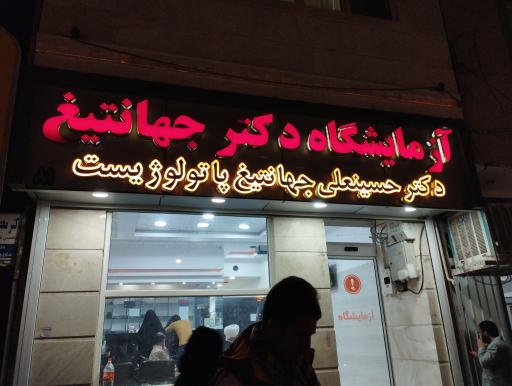 آزمایشگاه دکتر جهانتیغ
دکتر حسینعلی جهانتیغ پاتولوژیست
آزمایشگاه